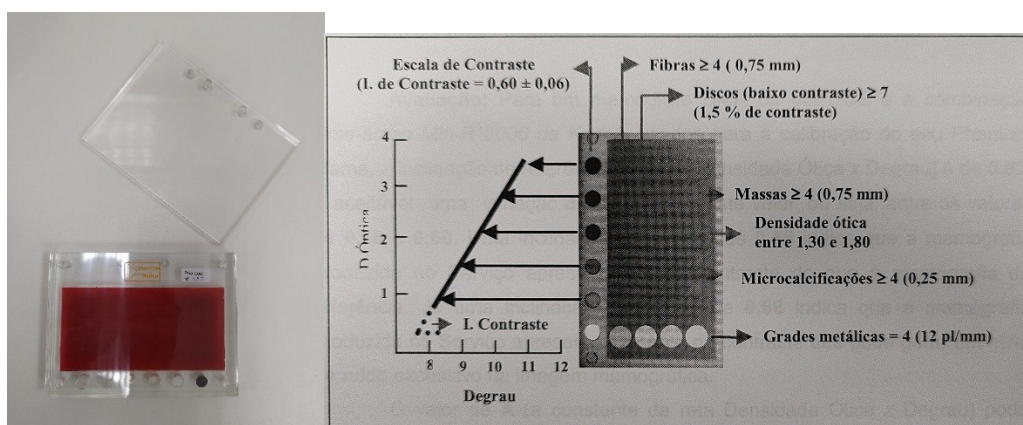 Escala de Contraste
(I. de Contraste = 0,60 ± 0,06)
Fibras ≥ 4 ( 0,75 mm)
Discos (baixo contraste) ≥ 7
(1,5 % de contraste)
4
3
2
1
D Óptica
Massas ≥ 4 (0,75 mm)
Densidade ótica
entre 1,30 e 1,80
Microcalcificações ≥ 4 (0,25 mm)
I. Contraste
Grades metálicas = 4 (12 pl/mm)
8 9 10 11 12
Degrau